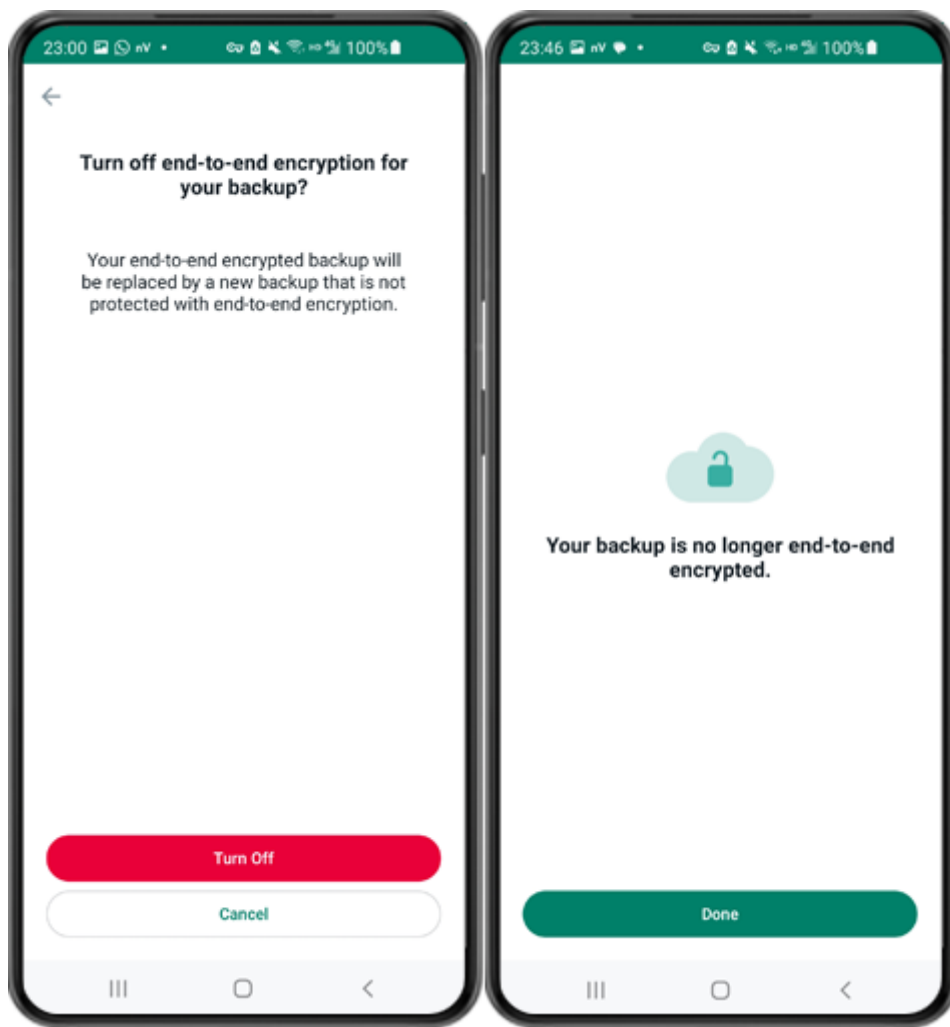 23:00 nV 100%
Turn off end-to-end encryption for
your backup?
Your end-to-end encrypted backup will
be replaced by a new backup that is not
protected with end-to-end encryption.
Turn Off
Cancel
23:46 nV 100%
Your backup is no longer end-to-end
encrypted.
Done